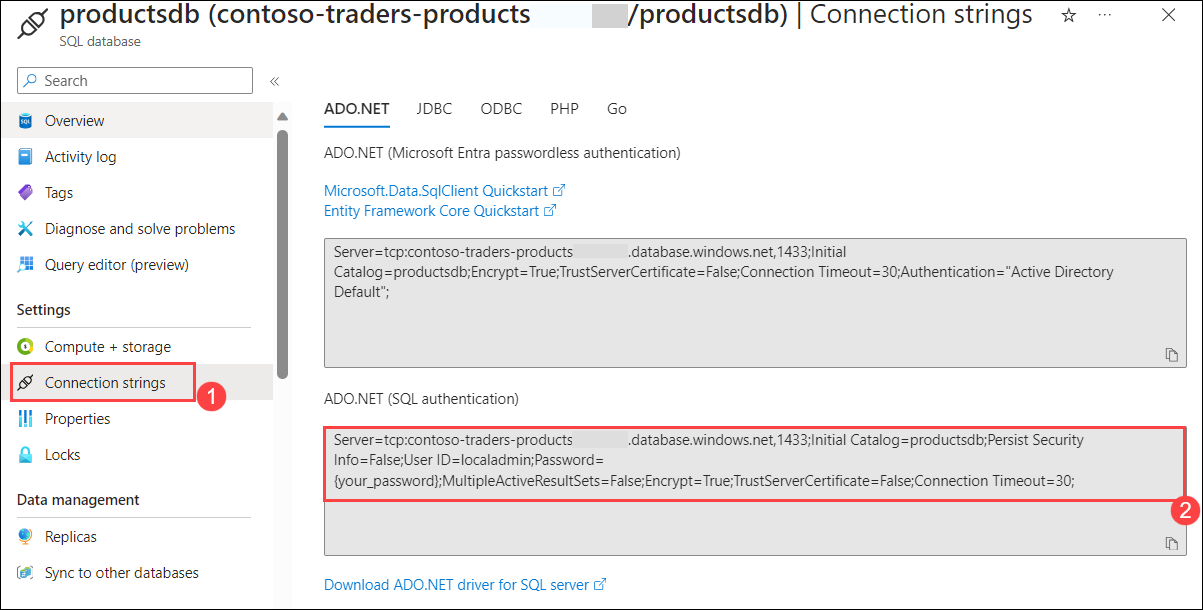 productsdb (contoso-traders-products /productsdb) | Connection strings
SQL database
Search
Overview
Activity log
Tags
Diagnose and solve problems
Query editor (preview)
Settings
Compute + storage
Connection strings
1
Properties
Locks
Data management
Replicas
Sync to other databases
ADO.NET JDBC ODBC PHP Go
ADO.NET (Microsoft Entra passwordless authentication)
Microsoft.Data.SqlClient Quickstart
Entity Framework Core Quickstart
Server=tcp:contoso-traders-products .database.windows.net,1433;Initial
Catalog=productsdb;Encrypt=True;TrustServerCertificate=False;Connection Timeout=30;Authentication="Active Directory
Default";
ADO.NET (SQL authentication)
Server=tcp:contoso-traders-products .database.windows.net,1433;Initial Catalog=productsdb;Persist Security
Info=False;User ID=localadmin;Password=
{your_password};MultipleActiveResultSets=False;Encrypt=True;TrustServerCertificate=False;Connection Timeout=30;
2
Download ADO.NET driver for SQL server